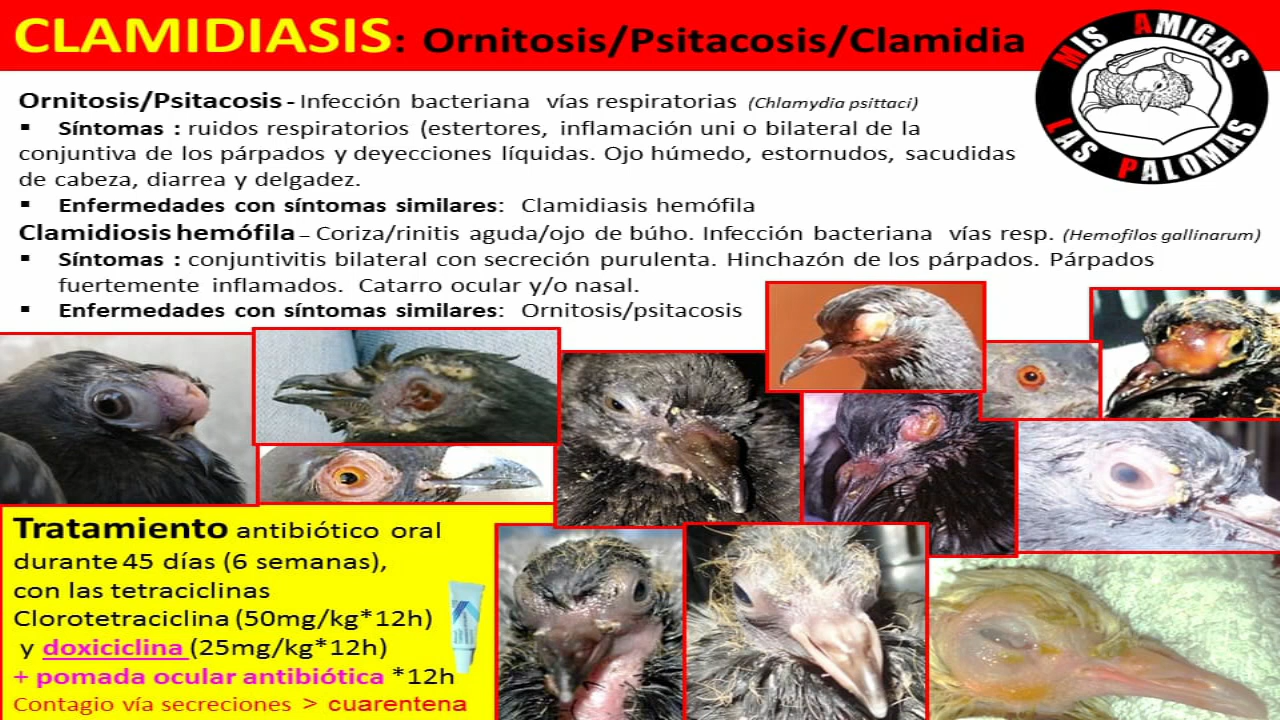 CLAMIDIASIS: Ornitosis/Psitacosis/Clamidia
MIS AMIGAS
LAS PALOMAS
Ornitosis/Psitacosis - Infección bacteriana vías respiratorias (Chlamydia psittaci)
▪ Síntomas : ruidos respiratorios (estertores, inflamación uni o bilateral de la
conjuntiva de los párpados y deyecciones líquidas. Ojo húmedo, estornudos, sacudidas
de cabeza, diarrea y delgadez.
▪ Enfermedades con síntomas similares: Clamidiasis hemófila
Clamidiosis hemófila – Coriza/rinitis aguda/ojo de búho. Infección bacteriana vías resp. (Hemofilos gallinarum)
▪ Síntomas : conjuntivitis bilateral con secreción purulenta. Hinchazón de los párpados. Párpados
fuertemente inflamados. Catarro ocular y/o nasal.
▪ Enfermedades con síntomas similares: Ornitosis/psitacosis
Tratamiento antibiótico oral
durante 45 días (6 semanas),
con las tetraciclinas
Clorotetraciclina (50mg/kg*12h)
y doxiciclina (25mg/kg*12h)
+ pomada ocular antibiótica *12h
Contagio vía secreciones > cuarentena